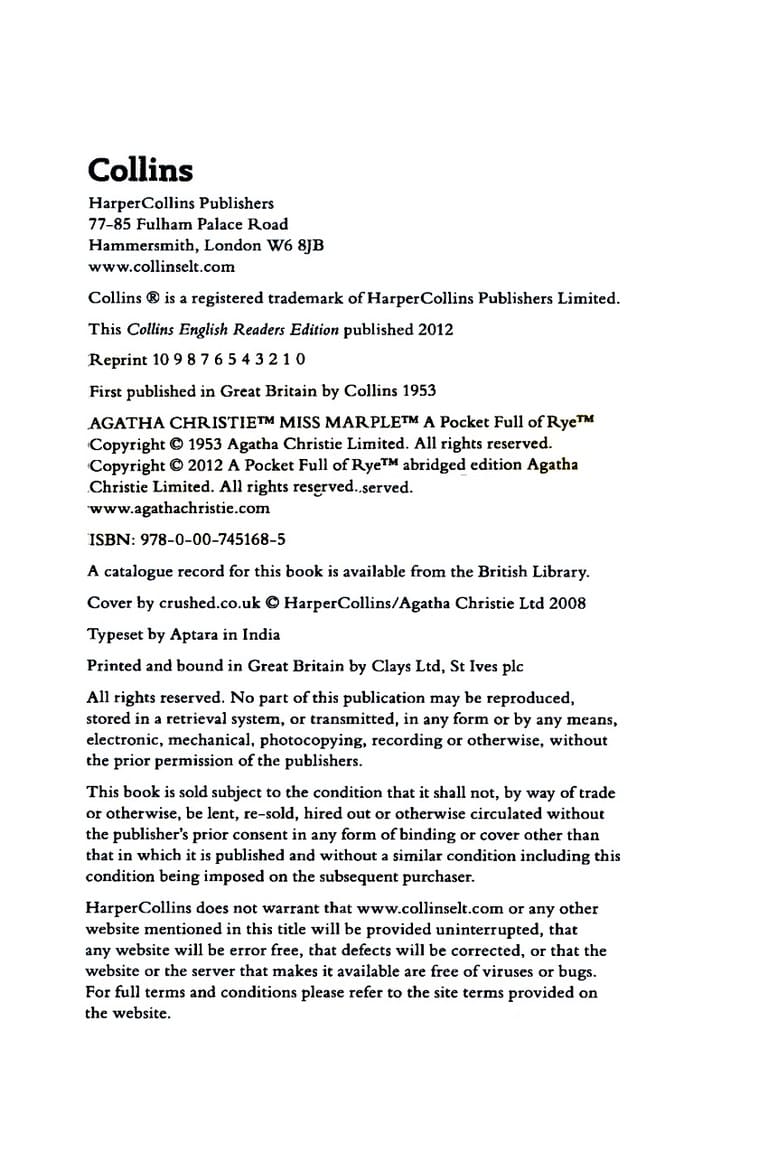 Collins
HarperCollins Publishers
77–85 Fulham Palace Road
Hammersmith, London W6 8JB
www.collinselt.com
Collins ® is a registered trademark of HarperCollins Publishers Limited.
This Collins English Readers Edition published 2012
Reprint 10 9 8 7 6 5 4 3 2 1 0
First published in Great Britain by Collins 1953
AGATHA CHRISTIE™ MISS MARPLE™ A Pocket Full of Rye™
Copyright © 1953 Agatha Christie Limited. All rights reserved.
Copyright © 2012 A Pocket Full of Rye™ abridged edition Agatha
Christie Limited. All rights reserved..served.
www.agathachristie.com
ISBN: 978-0-00-745168-5
A catalogue record for this book is available from the British Library.
Cover by crushed.co.uk © HarperCollins/Agatha Christie Ltd 2008
Typeset by Aptara in India
Printed and bound in Great Britain by Clays Ltd, St Ives plc
All rights reserved. No part of this publication may be reproduced,
stored in a retrieval system, or transmitted, in any form or by any means,
electronic, mechanical, photocopying, recording or otherwise, without
the prior permission of the publishers.
This book is sold subject to the condition that it shall not, by way of trade
or otherwise, be lent, re-sold, hired out or otherwise circulated without
the publisher's prior consent in any form of binding or cover other than
that in which it is published and without a similar condition including this
condition being imposed on the subsequent purchaser.
HarperCollins does not warrant that www.collinselt.com or any other
website mentioned in this title will be provided uninterrupted, that
any website will be error free, that defects will be corrected, or that the
website or the server that makes it available are free of viruses or bugs.
For full terms and conditions please refer to the site terms provided on
the website.